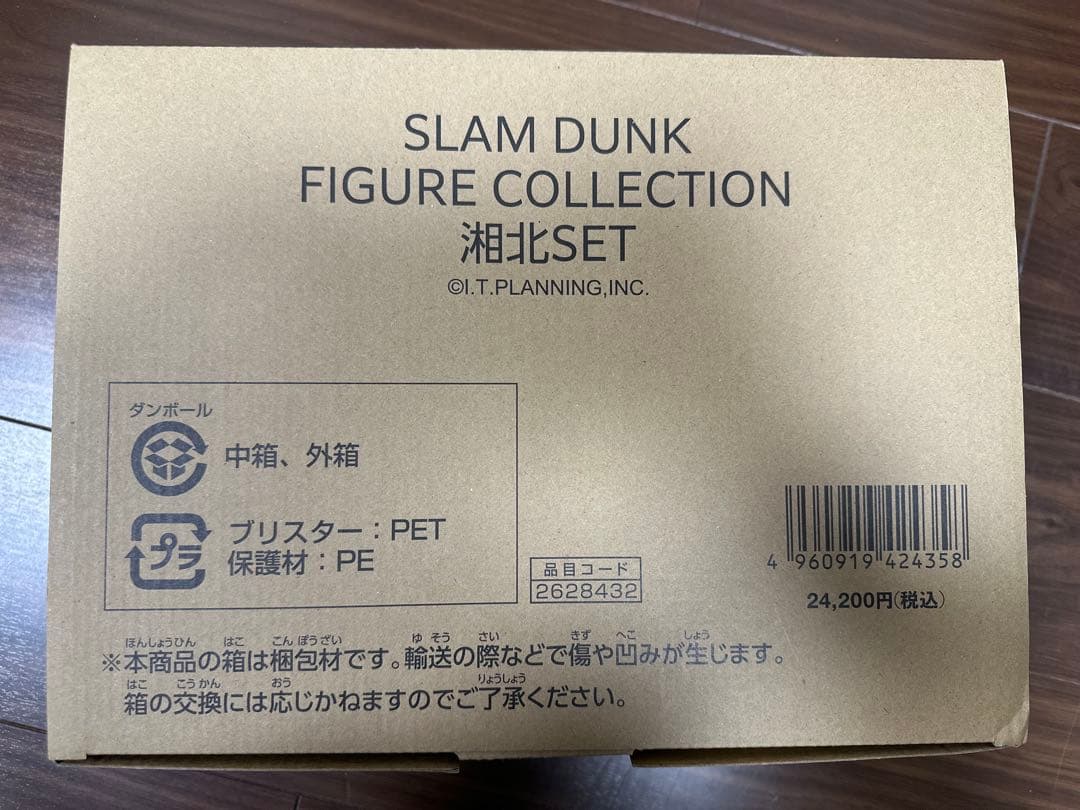 SLAM DUNK
FIGURE COLLECTION
湘北SET
©I.T.PLANNING,INC.
ダンボール
中箱、外箱
プラ
ブリスター：PET
保護材：PE
品目コード
2628432
4 960919 424358
24,200円(税込)
ほんしょうひん はこ こん ぽうざい ゆ そう さい きず へこ しょう
※本商品の箱は梱包材です。輸送の際などで傷や凹みが生じます。
はこ こうかん おう りょうしょう
箱の交換には応じかねますのでご了承ください。